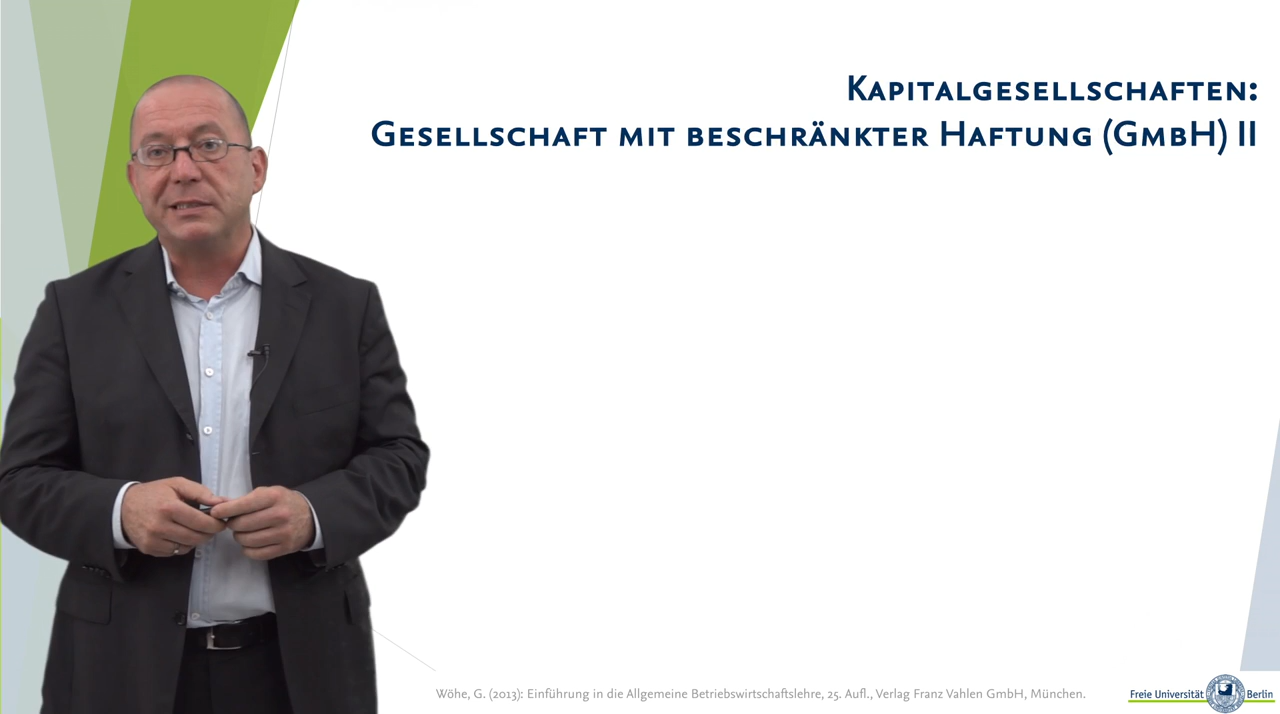 Kapitalgesellschaften:
Gesellschaft mit beschränkter Haftung (GmbH) II
Wöhe, G. (2013): Einführung in die Allgemeine Betriebswirtschaftslehre, 25. Aufl., Verlag Franz Vahlen GmbH, München.
Freie Universität Berlin